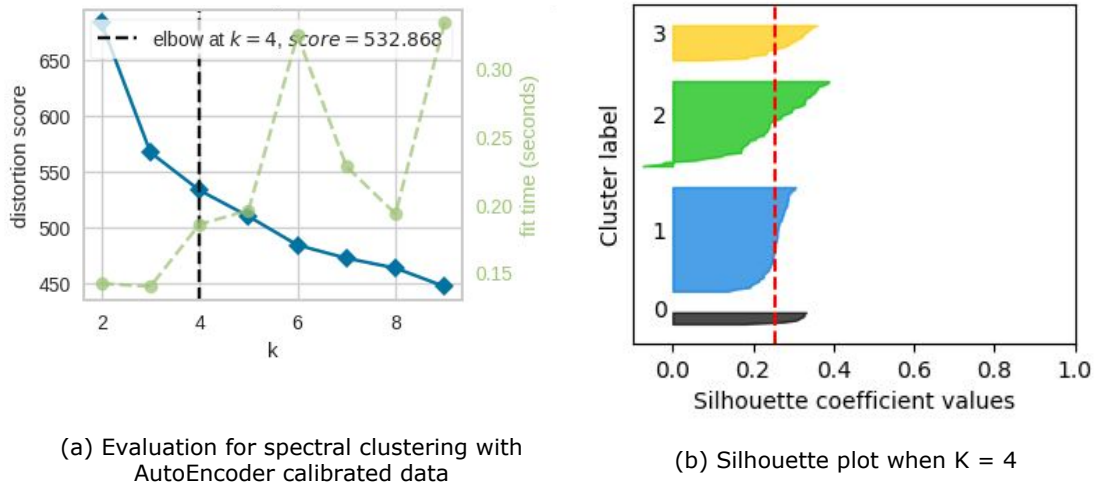 elbow at k = 4, score = 532.868
650
600
550
500
450
distortion score
0.30
0.25
0.20
0.15
fit time (seconds)
2 4 6 8
k
(a) Evaluation for spectral clustering with
AutoEncoder calibrated data
3
2
1
0
Cluster label
0.0 0.2 0.4 0.6 0.8 1.0
Silhouette coefficient values
(b) Silhouette plot when K = 4